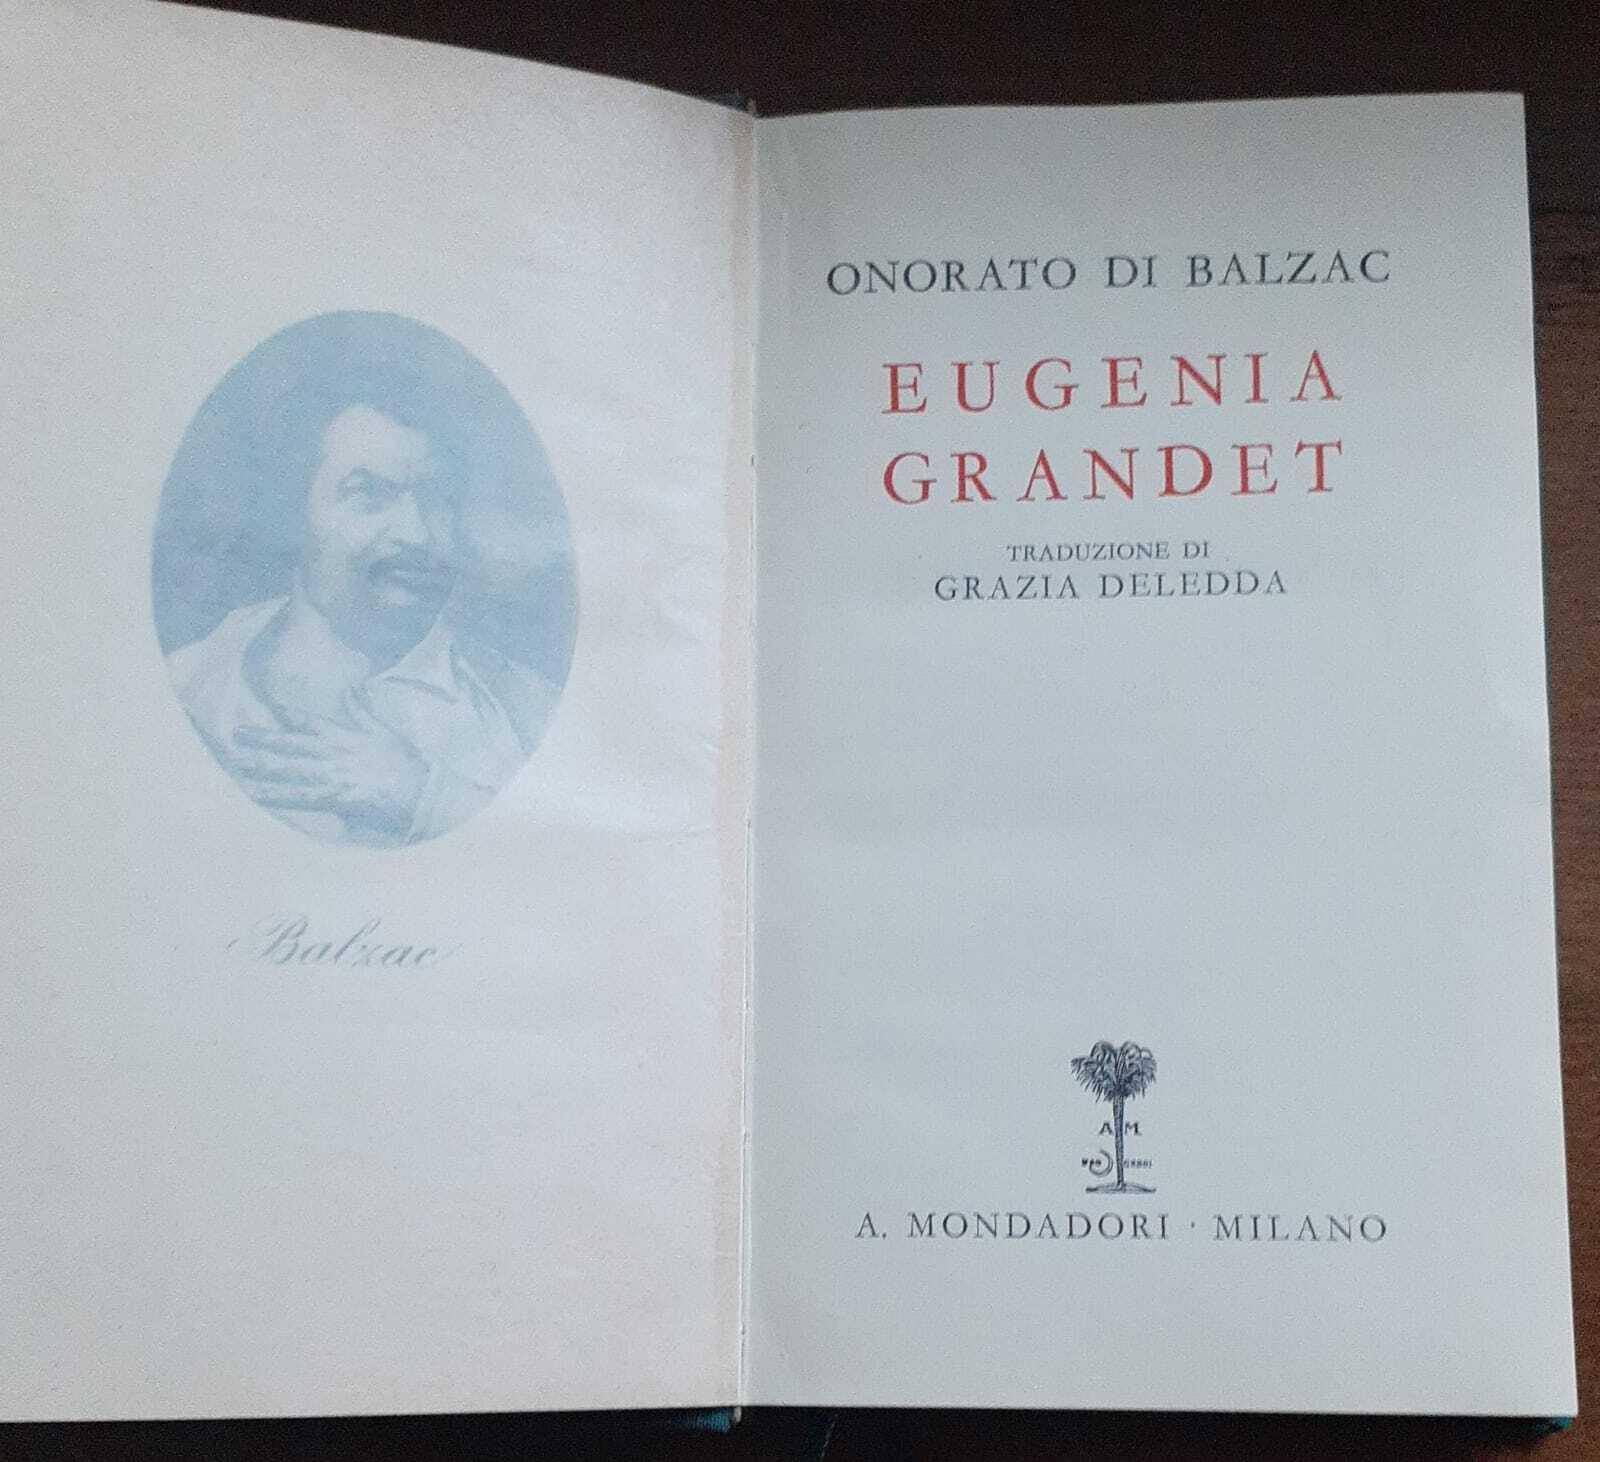 Balzac
ONORATO DI BALZAC
EUGENIA
GRANDET
TRADUZIONE DI
GRAZIA DELEDDA
A M
A. MONDADORI · MILANO